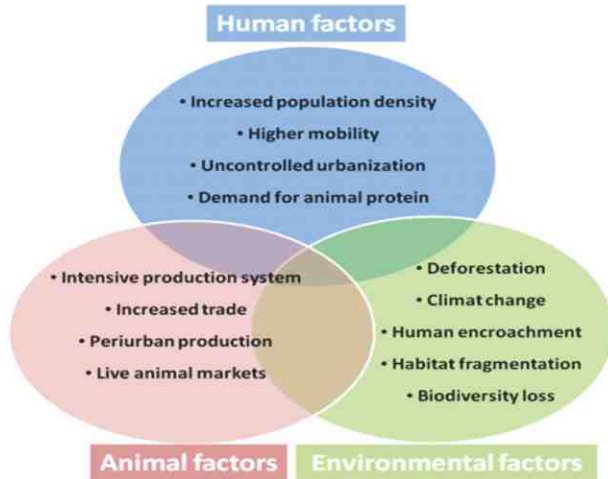 Human factors
• Increased population density
• Higher mobility
• Uncontrolled urbanization
• Demand for animal protein
• Intensive production system
• Increased trade
• Periurban production
• Live animal markets
• Deforestation
• Climat change
• Human encroachment
• Habitat fragmentation
• Biodiversity loss
Animal factors
Environmental factors